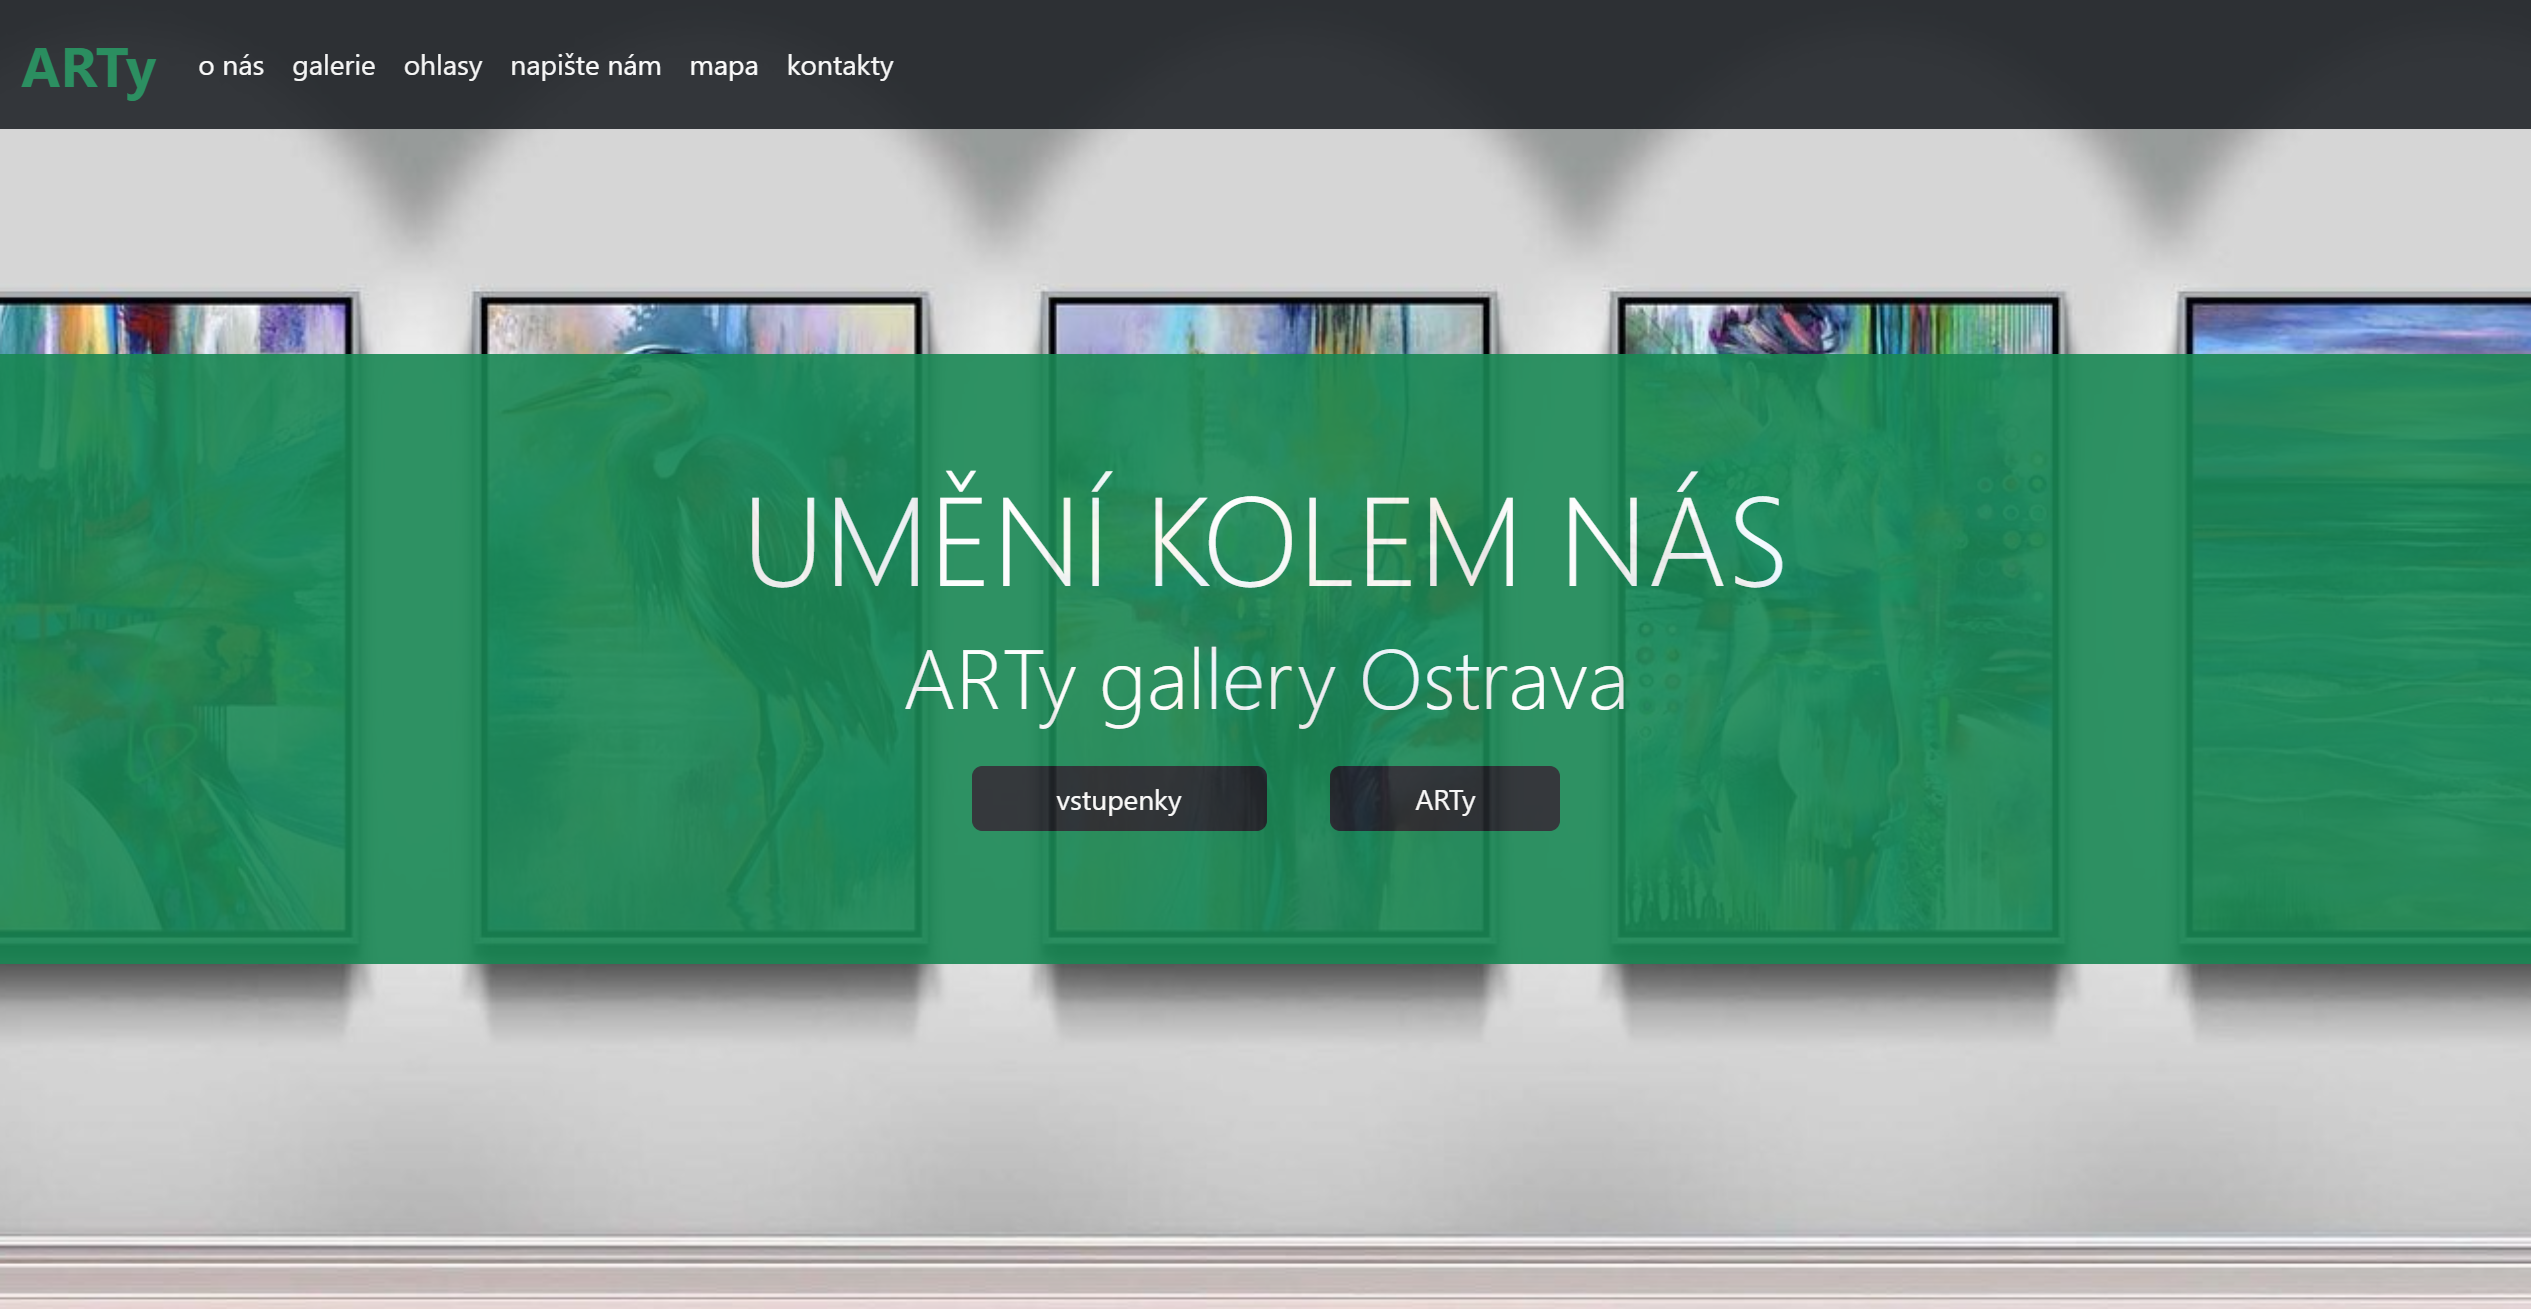 ARTy o nás galerie ohlasy napište nám mapa kontakty
UMĚNÍ KOLEM NÁS
ARTy gallery Ostrava
vstupenky ARTy